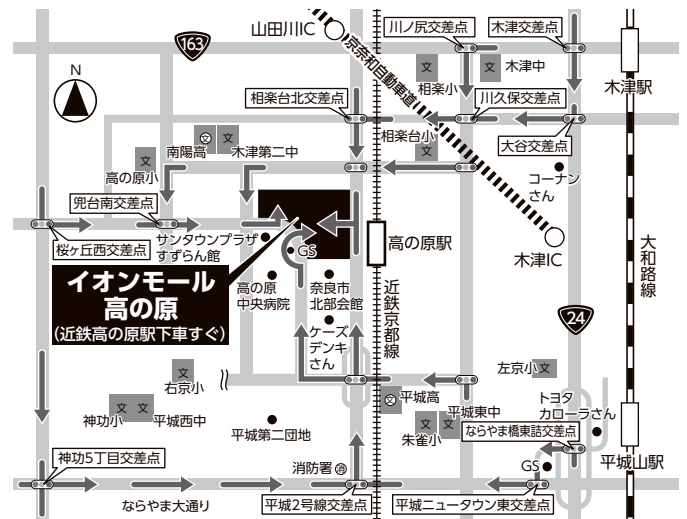 山田川IC
川ノ尻交差点
木津交差点
163
京奈和自動車道
文
相楽小
文
木津中
木津駅
N
相楽台北交差点
川久保交差点
相楽台小
文
大谷交差点
文
文
南陽高
木津第二中
文
高の原小
コーナン
さん
兜台南交差点
桜ヶ丘西交差点
サンタウンプラザ
すずらん館
GS
高の原駅
木津IC
大和路線
イオンモール
高の原
(近鉄高の原駅下車すぐ)
高の原
中央病院
奈良市
北部会館
近鉄京都線
24
ケーズ
デンキ
さん
文
右京小
左京小
文
文
文
神功小
平城西中
文
平城高
平城東中
文
文
朱雀小
トヨタ
カローラさん
平城第二団地
ならやま橋東詰交差点
神功5丁目交差点
消防署
GS
平城山駅
ならやま大通り
平城2号線交差点
平城ニュータウン東交差点